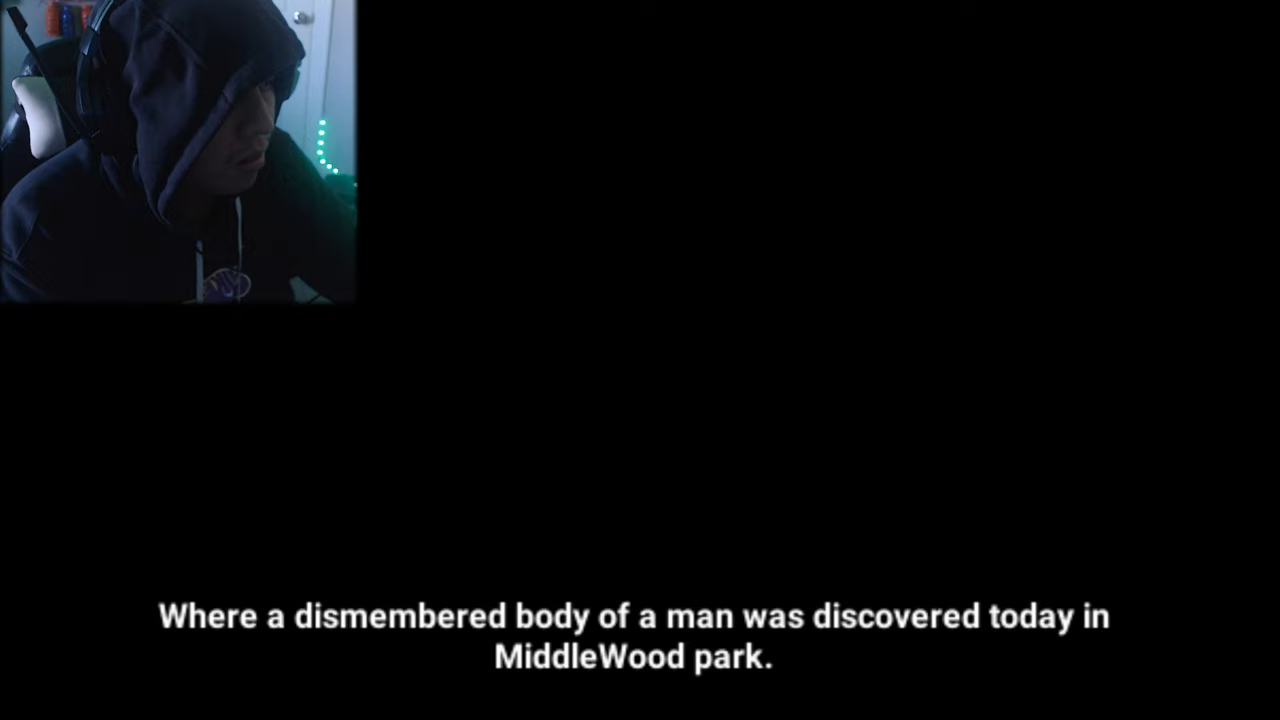 Where a dismembered body of a man was discovered today in
MiddleWood park.